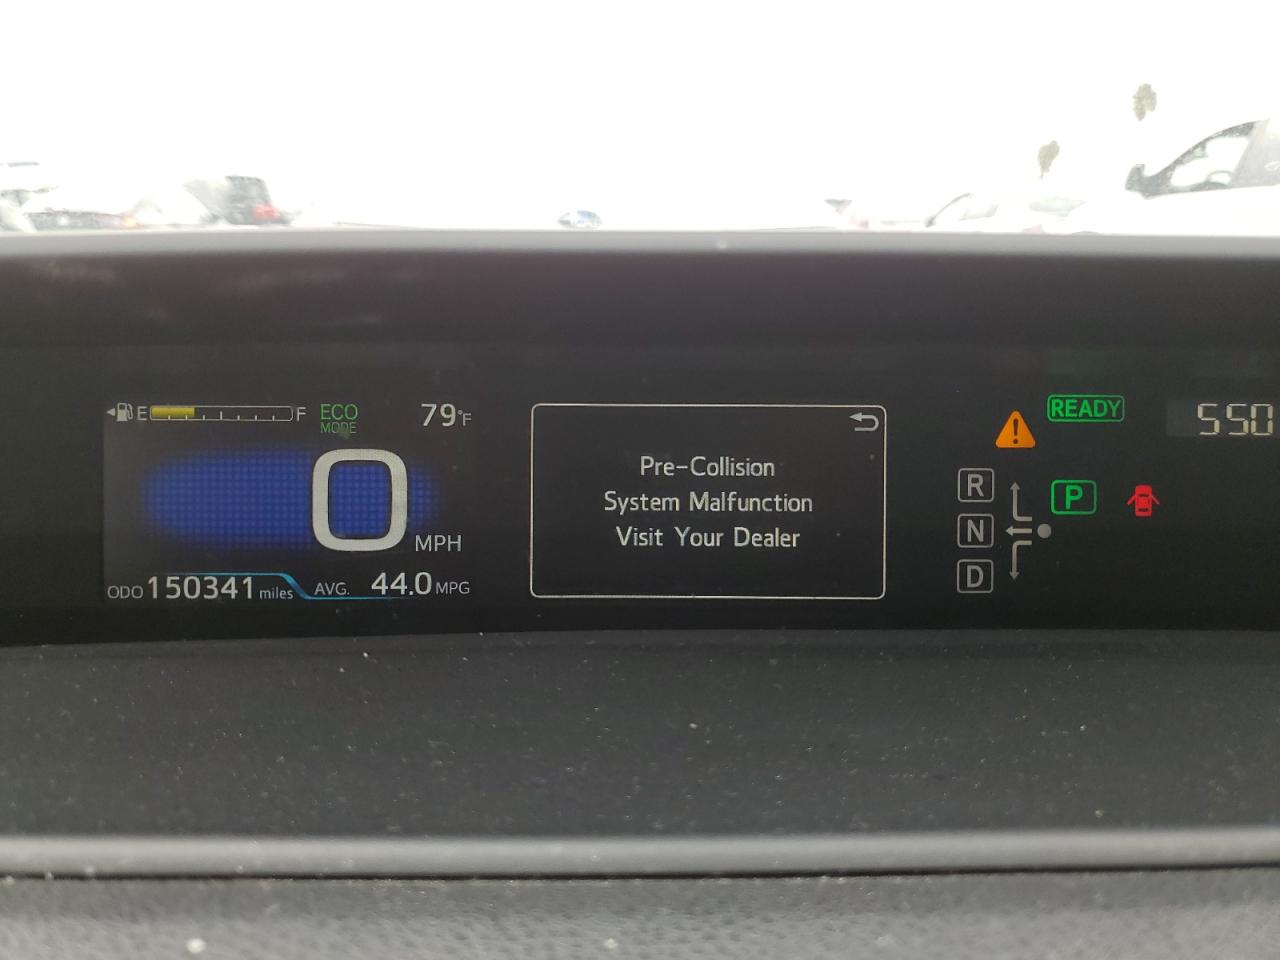 E F ECO 79°F 
MODE
0 MPH
ODO 150341 miles AVG. 44.0 MPG
Pre-Collision
System Malfunction
Visit Your Dealer
! READY 550
R P
N
D